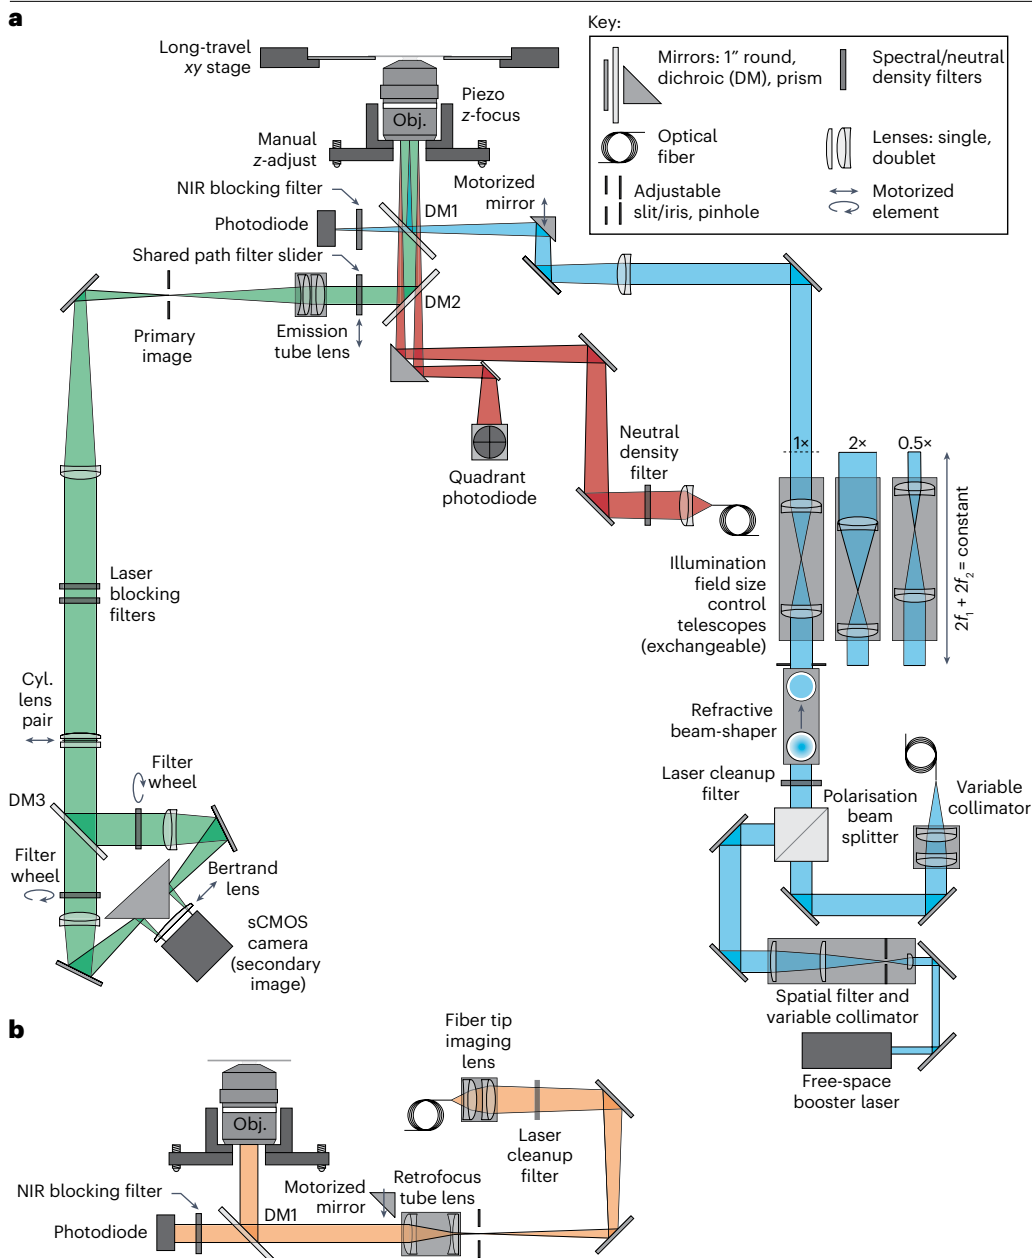 a
Key:
Long-travel
xy stage
Mirrors: 1” round,
dichroic (DM), prism
Spectral/neutral
density filters
Optical
fiber
Lenses: single,
doublet
Adjustable
slit/iris, pinhole
Motorized
element
Piezo
z-focus
Obj.
Manual
z-adjust
NIR blocking filter
Motorized
mirror
DM1
Photodiode
Shared path filter slider
DM2
Primary
image
Emission
tube lens
Quadrant
photodiode
Neutral
density
filter
1×
2×
0.5×
2f1 + 2f2 = constant
Illumination
field size
control
telescopes
(exchangeable)
Laser
blocking
filters
Cyl.
lens
pair
Refractive
beam-shaper
Filter
wheel
Laser cleanup
filter
Variable
collimator
Polarisation
beam
splitter
DM3
Filter
wheel
Bertrand
lens
sCMOS
camera
(secondary
image)
Spatial filter and
variable collimator
Free-space
booster laser
b
Fiber tip
imaging
lens
Obj.
Laser
cleanup
filter
NIR blocking filter
Motorized
mirror
Retrofocus
tube lens
DM1
Photodiode